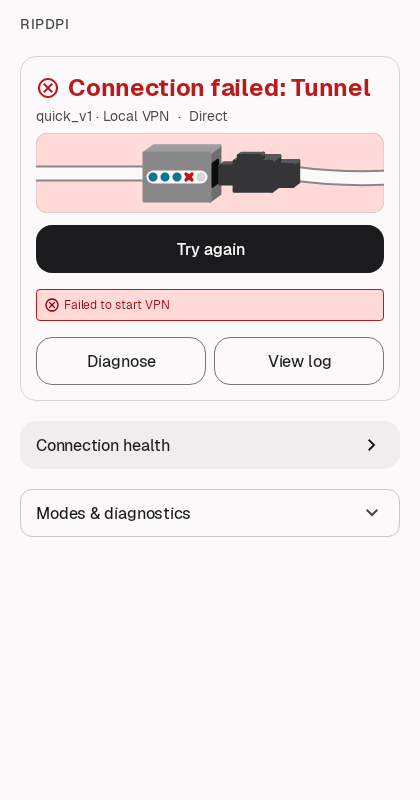 RIPDPI
Connection failed: Tunnel
quick_v1 · Local VPN · Direct
Try again
Failed to start VPN
Diagnose
View log
Connection health
Modes & diagnostics